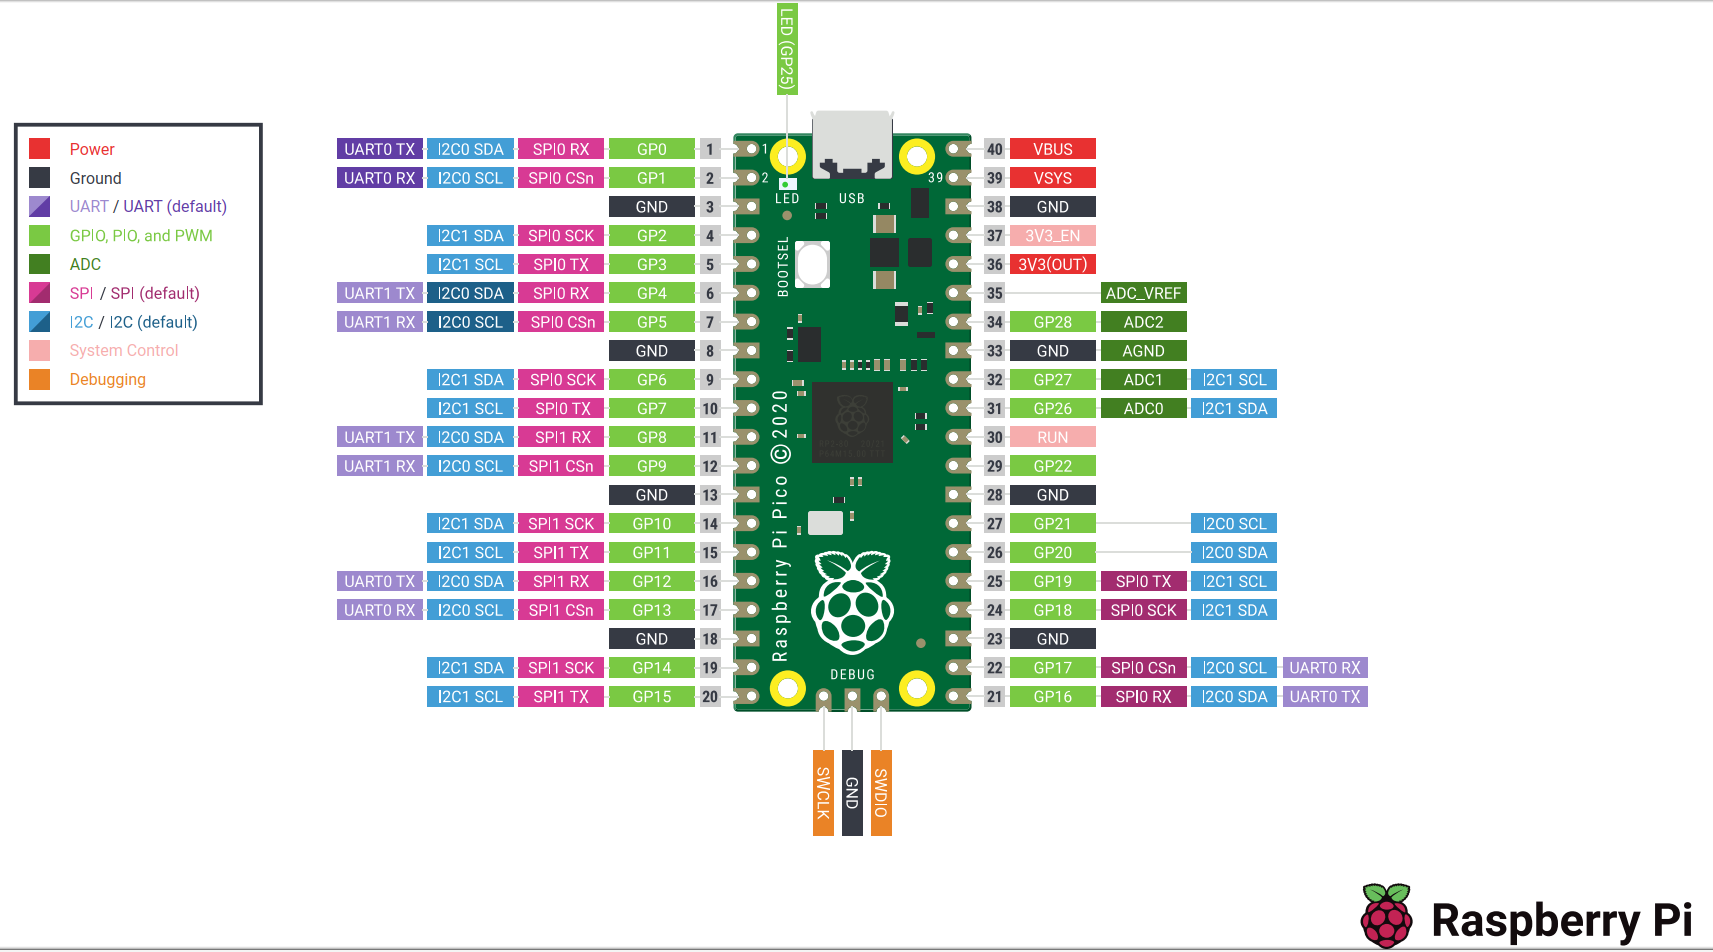 LED (GP25)
Power
Ground
UART / UART (default)
GPIO, PIO, and PWM
ADC
SPI / SPI (default)
I2C / I2C (default)
System Control
Debugging
UART0 TX I2C0 SDA SPI0 RX GP0 1 1 40 VBUS
UART0 RX I2C0 SCL SPI0 CSn GP1 2 2 39 39 VSYS
LED USB
GND 3 38 GND
I2C1 SDA SPI0 SCK GP2 4 37 3V3_EN
BOOTSEL
I2C1 SCL SPI0 TX GP3 5 36 3V3(OUT)
UART1 TX I2C0 SDA SPI0 RX GP4 6 35 ADC_VREF
UART1 RX I2C0 SCL SPI0 CSn GP5 7 34 GP28 ADC2
GND 8 33 GND AGND
I2C1 SDA SPI0 SCK GP6 9 32 GP27 ADC1 I2C1 SCL
I2C1 SCL SPI0 TX GP7 10 31 GP26 ADC0 I2C1 SDA
UART1 TX I2C0 SDA SPI1 RX GP8 11 30 RUN
UART1 RX I2C0 SCL SPI1 CSn GP9 12 29 GP22
GND 13 28 GND
I2C1 SDA SPI1 SCK GP10 14 27 GP21 I2C0 SCL
Raspberry Pi Pico ©2020
I2C1 SCL SPI1 TX GP11 15 26 GP20 I2C0 SDA
UART0 TX I2C0 SDA SPI1 RX GP12 16 25 GP19 SPI0 TX I2C1 SCL
UART0 RX I2C0 SCL SPI1 CSn GP13 17 24 GP18 SPI0 SCK I2C1 SDA
GND 18 23 GND
I2C1 SDA SPI1 SCK GP14 19 22 GP17 SPI0 CSn I2C0 SCL UART0 RX
DEBUG
I2C1 SCL SPI1 TX GP15 20 21 GP16 SPI0 RX I2C0 SDA UART0 TX
SWCLK
GND
SWDIO
Raspberry Pi